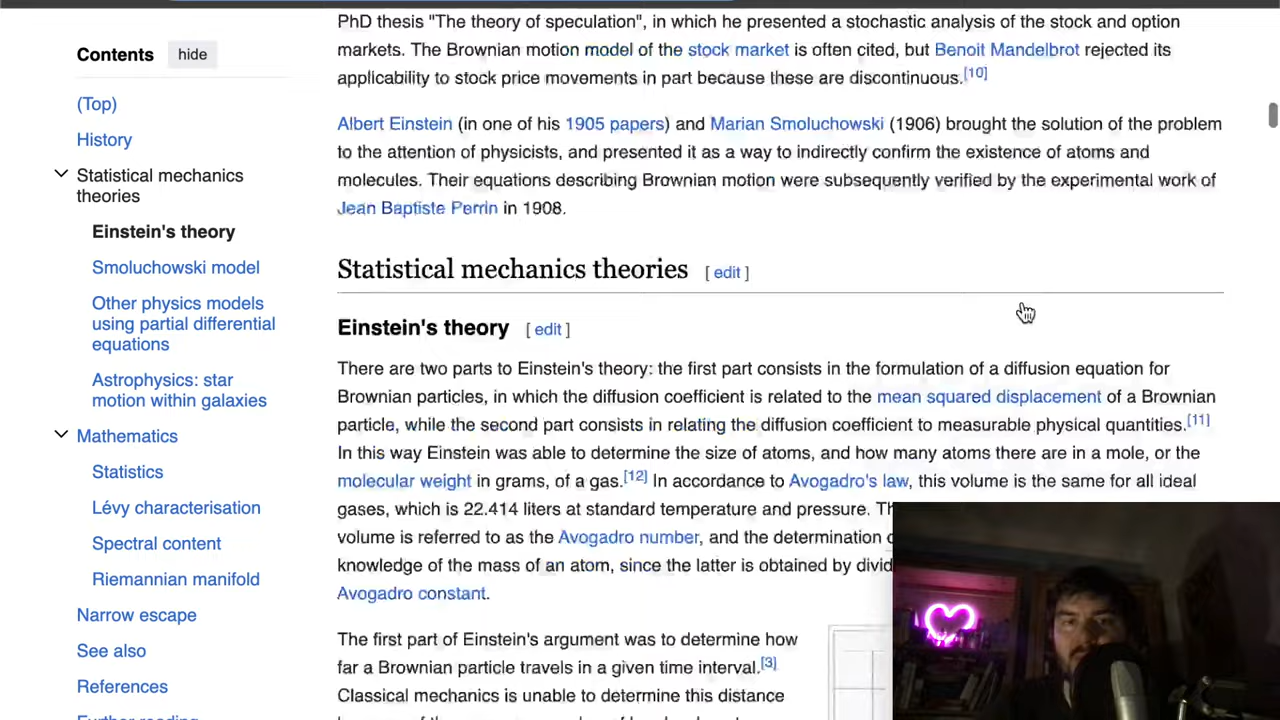 Contents hide
(Top)
History
Statistical mechanics
theories
Einstein's theory
Smoluchowski model
Other physics models
using partial differential
equations
Astrophysics: star
motion within galaxies
Mathematics
Statistics
Lévy characterisation
Spectral content
Riemannian manifold
Narrow escape
See also
References
Further reading
PhD thesis "The theory of speculation", in which he presented a stochastic analysis of the stock and option
markets. The Brownian motion model of the stock market is often cited, but Benoit Mandelbrot rejected its
applicability to stock price movements in part because these are discontinuous.[10]
Albert Einstein (in one of his 1905 papers) and Marian Smoluchowski (1906) brought the solution of the problem
to the attention of physicists, and presented it as a way to indirectly confirm the existence of atoms and
molecules. Their equations describing Brownian motion were subsequently verified by the experimental work of
Jean Baptiste Perrin in 1908.
Statistical mechanics theories [ edit ]
Einstein's theory [ edit ]
There are two parts to Einstein's theory: the first part consists in the formulation of a diffusion equation for
Brownian particles, in which the diffusion coefficient is related to the mean squared displacement of a Brownian
particle, while the second part consists in relating the diffusion coefficient to measurable physical quantities.[11]
In this way Einstein was able to determine the size of atoms, and how many atoms there are in a mole, or the
molecular weight in grams, of a gas.[12] In accordance to Avogadro's law, this volume is the same for all ideal
gases, which is 22.414 liters at standard temperature and pressure.
volume is referred to as the Avogadro number, and the determination
knowledge of the mass of an atom, since the latter is obtained by
Avogadro constant.
The first part of Einstein's argument was to determine how
far a Brownian particle travels in a given time interval.[3]
Classical mechanics is unable to determine this distance